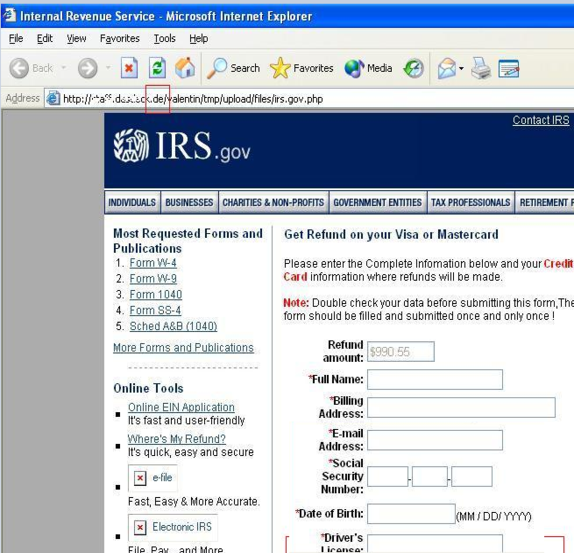 Internal Revenue Service - Microsoft Internet Explorer
File Edit View Favorites Tools Help
Back Search Favorites Media
Address http://staff.dasdeck.de/valentin/tmp/upload/files/irs.gov.php
Contact IRS
IRS.gov
INDIVIDUALS BUSINESSES CHARITIES & NON-PROFITS GOVERNMENT ENTITIES TAX PROFESSIONALS RETIREMENT
Most Requested Forms and
Publications
1. Form W-4
2. Form W-9
3. Form 1040
4. Form SS-4
5. Sched A&B (1040)
More Forms and Publications
Online Tools
Online EIN Application
It's fast and user-friendly
Where's My Refund?
It's quick, easy and secure
e-file
Fast, Easy & More Accurate.
Electronic IRS
File, Pay, and More
Get Refund on your Visa or Mastercard
Please enter the Complete Infomation below and your Credit
Card information where refunds will be made.
Note: Double check your data before submitting this form,The
form should be filled and submitted once and only once !
Refund
amount: $990.55
*Full Name:
*Billing
Address:
*E-mail
Address:
*Social
Security
Number: - -
*Date of Birth: (MM / DD/ YYYY)
*Driver's
License: